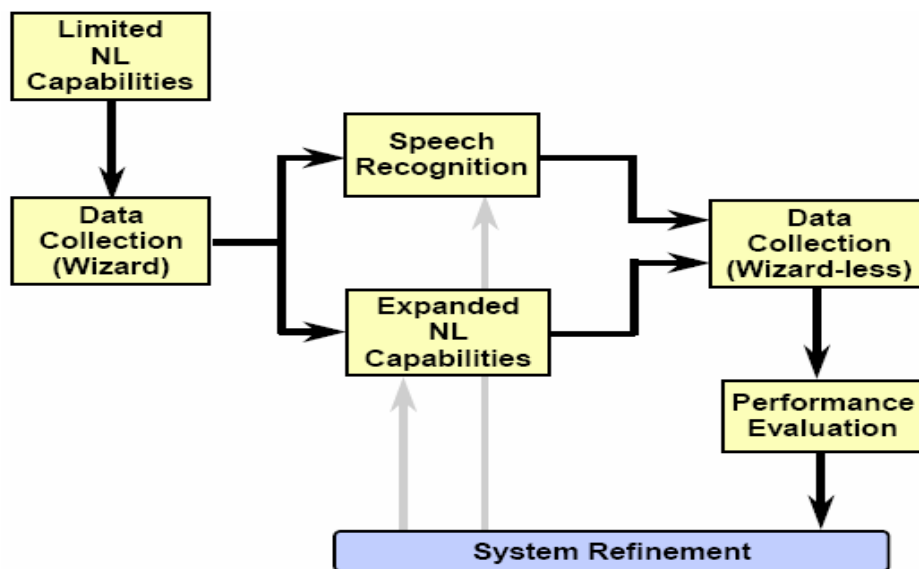 Limited
NL
Capabilities
Data
Collection
(Wizard)
Speech
Recognition
Expanded
NL
Capabilities
Data
Collection
(Wizard-less)
Performance
Evaluation
System Refinement